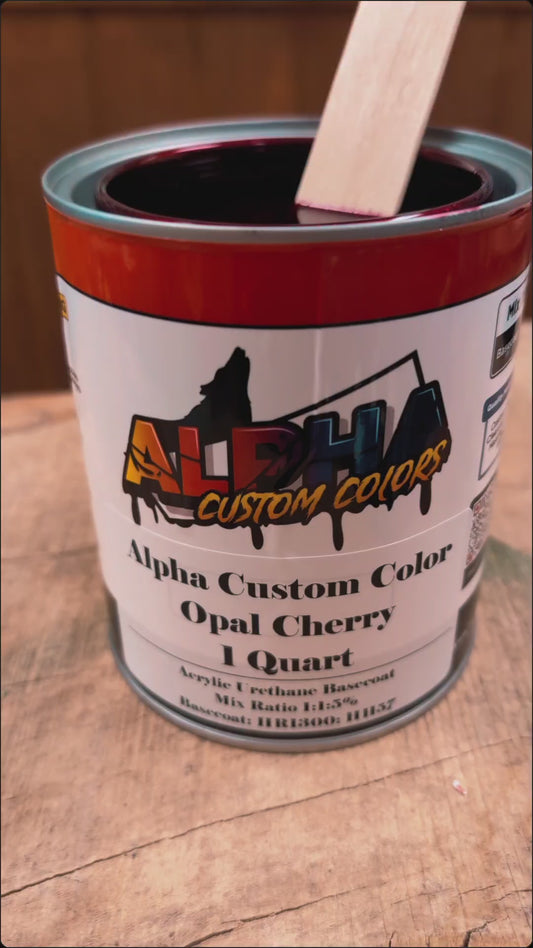 ALPHA
CUSTOM COLORS
Alpha Custom Color
Opal Cherry
1 Quart
Acrylic Urethane Basecoat
Mix Ratio 1:1:5%
Basecoat: HR1300: HH57